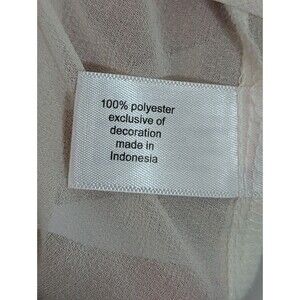 100% polyester
exclusive of
decoration
made in
Indonesia